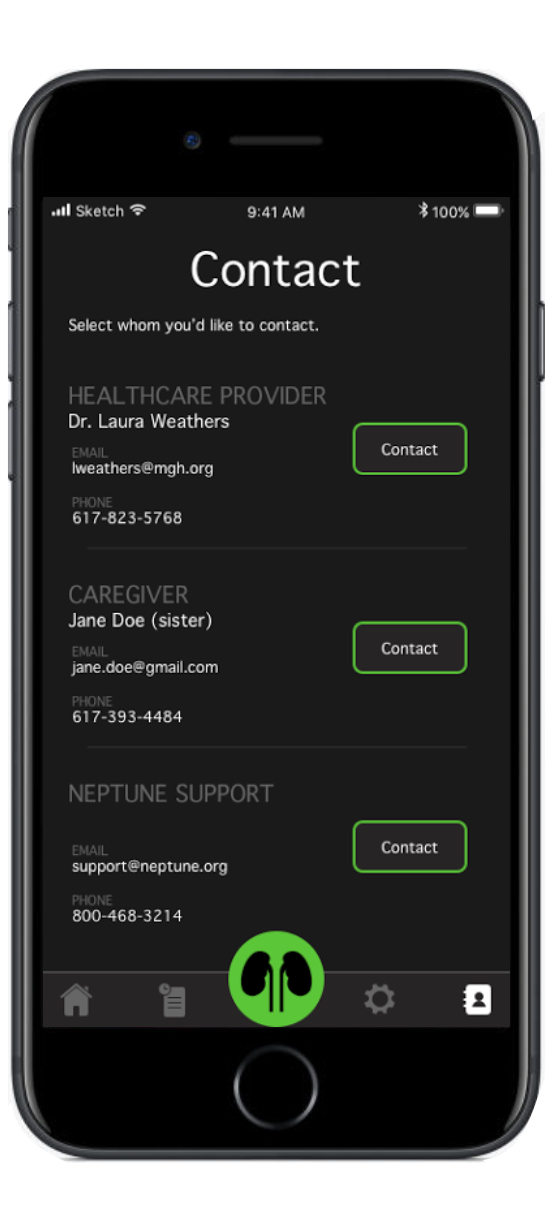 Sketch 9:41 AM 100%
Contact
Select whom you'd like to contact.
HEALTHCARE PROVIDER
Dr. Laura Weathers
EMAIL
lweathers@mgh.org
Contact
PHONE
617-823-5768
CAREGIVER
Jane Doe (sister)
EMAIL
jane.doe@gmail.com
Contact
PHONE
617-393-4484
NEPTUNE SUPPORT
EMAIL
support@neptune.org
Contact
PHONE
800-468-3214